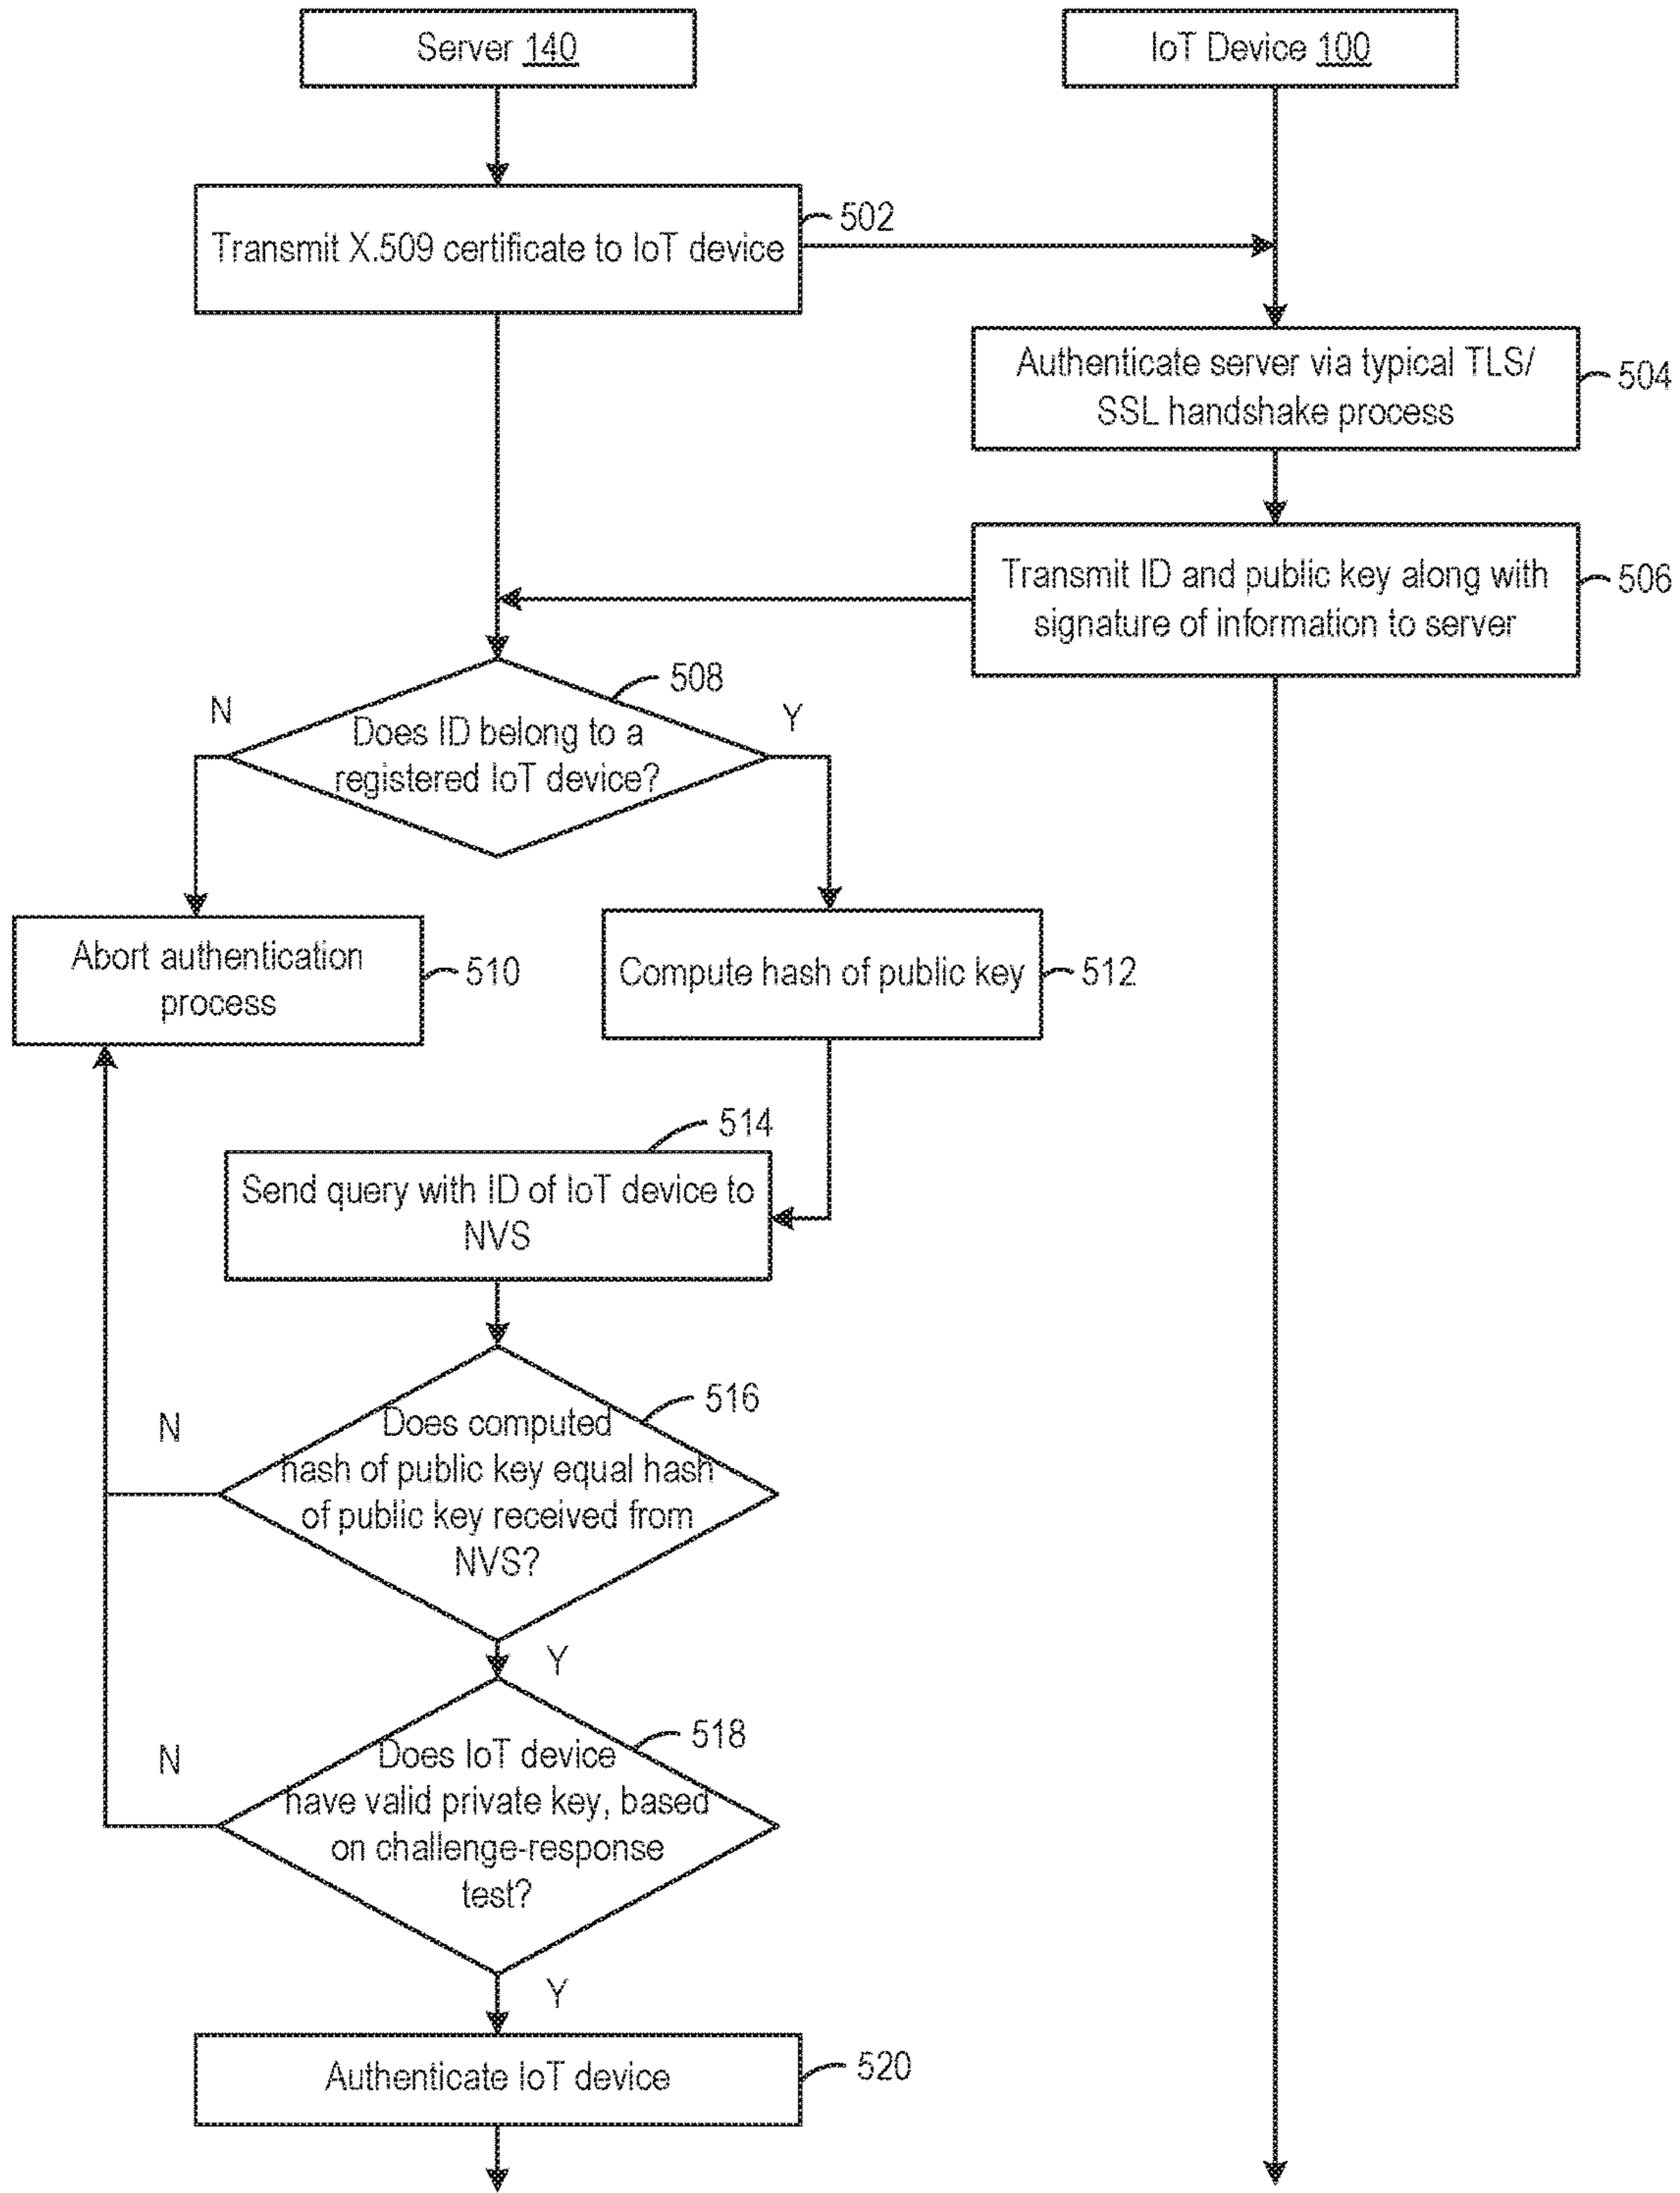 Server 140
IoT Device 100
502
Transmit X.509 certificate to IoT device
Authenticate server via typical TLS/
SSL handshake process
504
Transmit ID and public key along with
signature of information to server
506
508
N
Y
Does ID belong to a
registered IoT device?
Abort authentication
process
510
Compute hash of public key
512
514
Send query with ID of IoT device to
NVS
516
N
Does computed
hash of public key equal hash
of public key received from
NVS?
Y
518
N
Does IoT device
have valid private key, based
on challenge-response
test?
Y
Authenticate IoT device
520